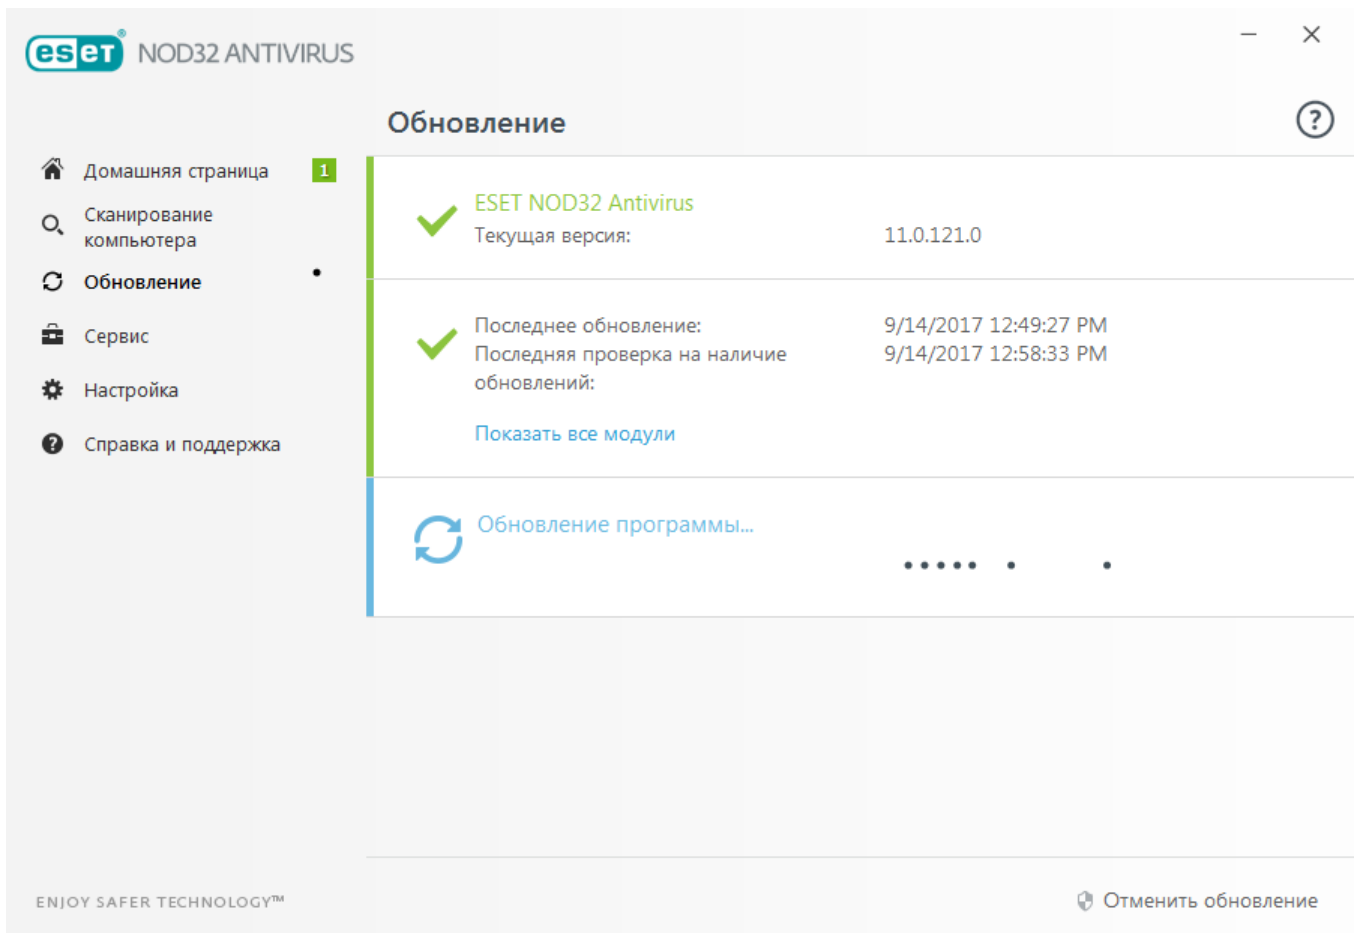 eset® NOD32 ANTIVIRUS
Обновление
?
Домашняя страница 1
Сканирование
компьютера
Обновление
Сервис
Настройка
Справка и поддержка
ESET NOD32 Antivirus
Текущая версия: 11.0.121.0
Последнее обновление: 9/14/2017 12:49:27 PM
Последняя проверка на наличие 9/14/2017 12:58:33 PM
обновлений:
Показать все модули
Обновление программы...
ENJOY SAFER TECHNOLOGY™
Отменить обновление